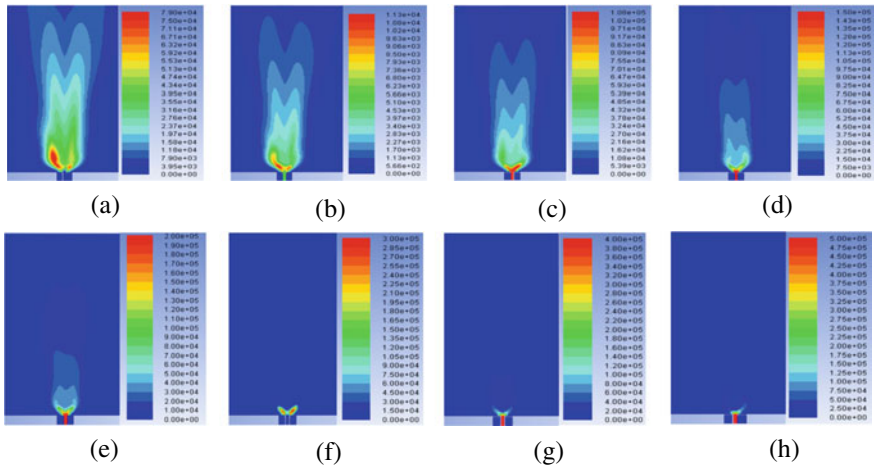 7.90e+04
7.50e+04
7.11e+04
6.71e+04
6.32e+04
5.92e+04
5.53e+04
5.13e+04
4.74e+04
4.34e+04
3.95e+04
3.55e+04
3.16e+04
2.76e+04
2.37e+04
1.97e+04
1.58e+04
1.18e+04
7.90e+03
3.95e+03
0.00e+00
(a)
1.13e+04
1.08e+04
1.02e+04
9.63e+03
9.06e+03
8.50e+03
7.93e+03
7.36e+03
6.80e+03
6.23e+03
5.66e+03
5.10e+03
4.53e+03
3.97e+03
3.40e+03
2.83e+03
2.27e+03
1.70e+03
1.13e+03
5.66e+02
0.00e+00
(b)
1.08e+05
1.02e+05
9.71e+04
9.17e+04
8.63e+04
8.09e+04
7.55e+04
7.01e+04
6.47e+04
5.93e+04
5.39e+04
4.85e+04
4.32e+04
3.78e+04
3.24e+04
2.70e+04
2.16e+04
1.62e+04
1.08e+04
5.39e+03
0.00e+00
(c)
1.50e+05
1.43e+05
1.35e+05
1.28e+05
1.20e+05
1.13e+05
1.05e+05
9.75e+04
9.00e+04
8.25e+04
7.50e+04
6.75e+04
6.00e+04
5.25e+04
4.50e+04
3.75e+04
3.00e+04
2.25e+04
1.50e+04
7.50e+03
0.00e+00
(d)
2.00e+05
1.90e+05
1.80e+05
1.70e+05
1.60e+05
1.50e+05
1.40e+05
1.30e+05
1.20e+05
1.10e+05
1.00e+05
9.00e+04
8.00e+04
7.00e+04
6.00e+04
5.00e+04
4.00e+04
3.00e+04
2.00e+04
1.00e+04
0.00e+00
(e)
3.00e+05
2.85e+05
2.70e+05
2.55e+05
2.40e+05
2.25e+05
2.10e+05
1.95e+05
1.80e+05
1.65e+05
1.50e+05
1.35e+05
1.20e+05
1.05e+05
9.00e+04
7.50e+04
6.00e+04
4.50e+04
3.00e+04
1.50e+04
0.00e+00
(f)
4.00e+05
3.80e+05
3.60e+05
3.40e+05
3.20e+05
3.00e+05
2.80e+05
2.60e+05
2.40e+05
2.20e+05
2.00e+05
1.80e+05
1.60e+05
1.40e+05
1.20e+05
1.00e+05
8.00e+04
6.00e+04
4.00e+04
2.00e+04
0.00e+00
(g)
5.00e+05
4.75e+05
4.50e+05
4.25e+05
4.00e+05
3.75e+05
3.50e+05
3.25e+05
3.00e+05
2.75e+05
2.50e+05
2.25e+05
2.00e+05
1.75e+05
1.50e+05
1.25e+05
1.00e+05
7.50e+04
5.00e+04
2.50e+04
0.00e+00
(h)